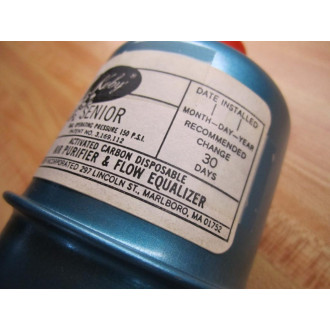 SENIOR
OPERATING PRESSURE 150 P.S.I.
PATENT NO. 3,169,112
ACTIVATED CARBON DISPOSABLE
AIR PURIFIER & FLOW EQUALIZER
INCORPORATED 297 LINCOLN ST., MARLBORO, MA 01752
DATE INSTALLED
/ /
MONTH-DAY-YEAR
RECOMMENDED
CHANGE
30
DAYS